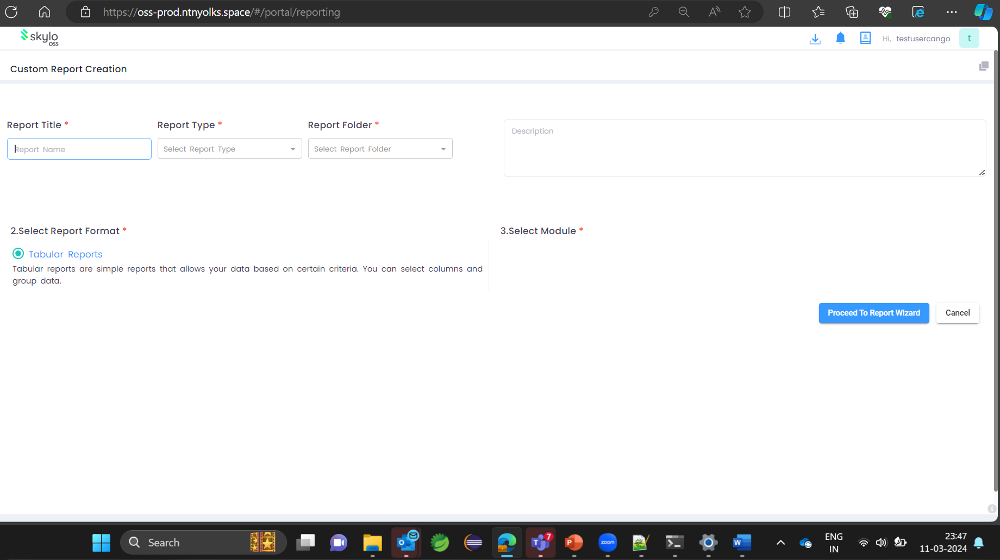 https://oss-prod.ntnyolks.space/#/portal/reporting
skylo
oss
Hi, testusercango
t
Custom Report Creation
Report Title *
Report Type *
Report Folder *
Report Name
Select Report Type
Select Report Folder
Description
2.Select Report Format *
3.Select Module *
Tabular Reports
Tabular reports are simple reports that allows your data based on certain criteria. You can select columns and
group data.
Proceed To Report Wizard
Cancel
Search
7
zoom
ENG
IN
23:47
11-03-2024